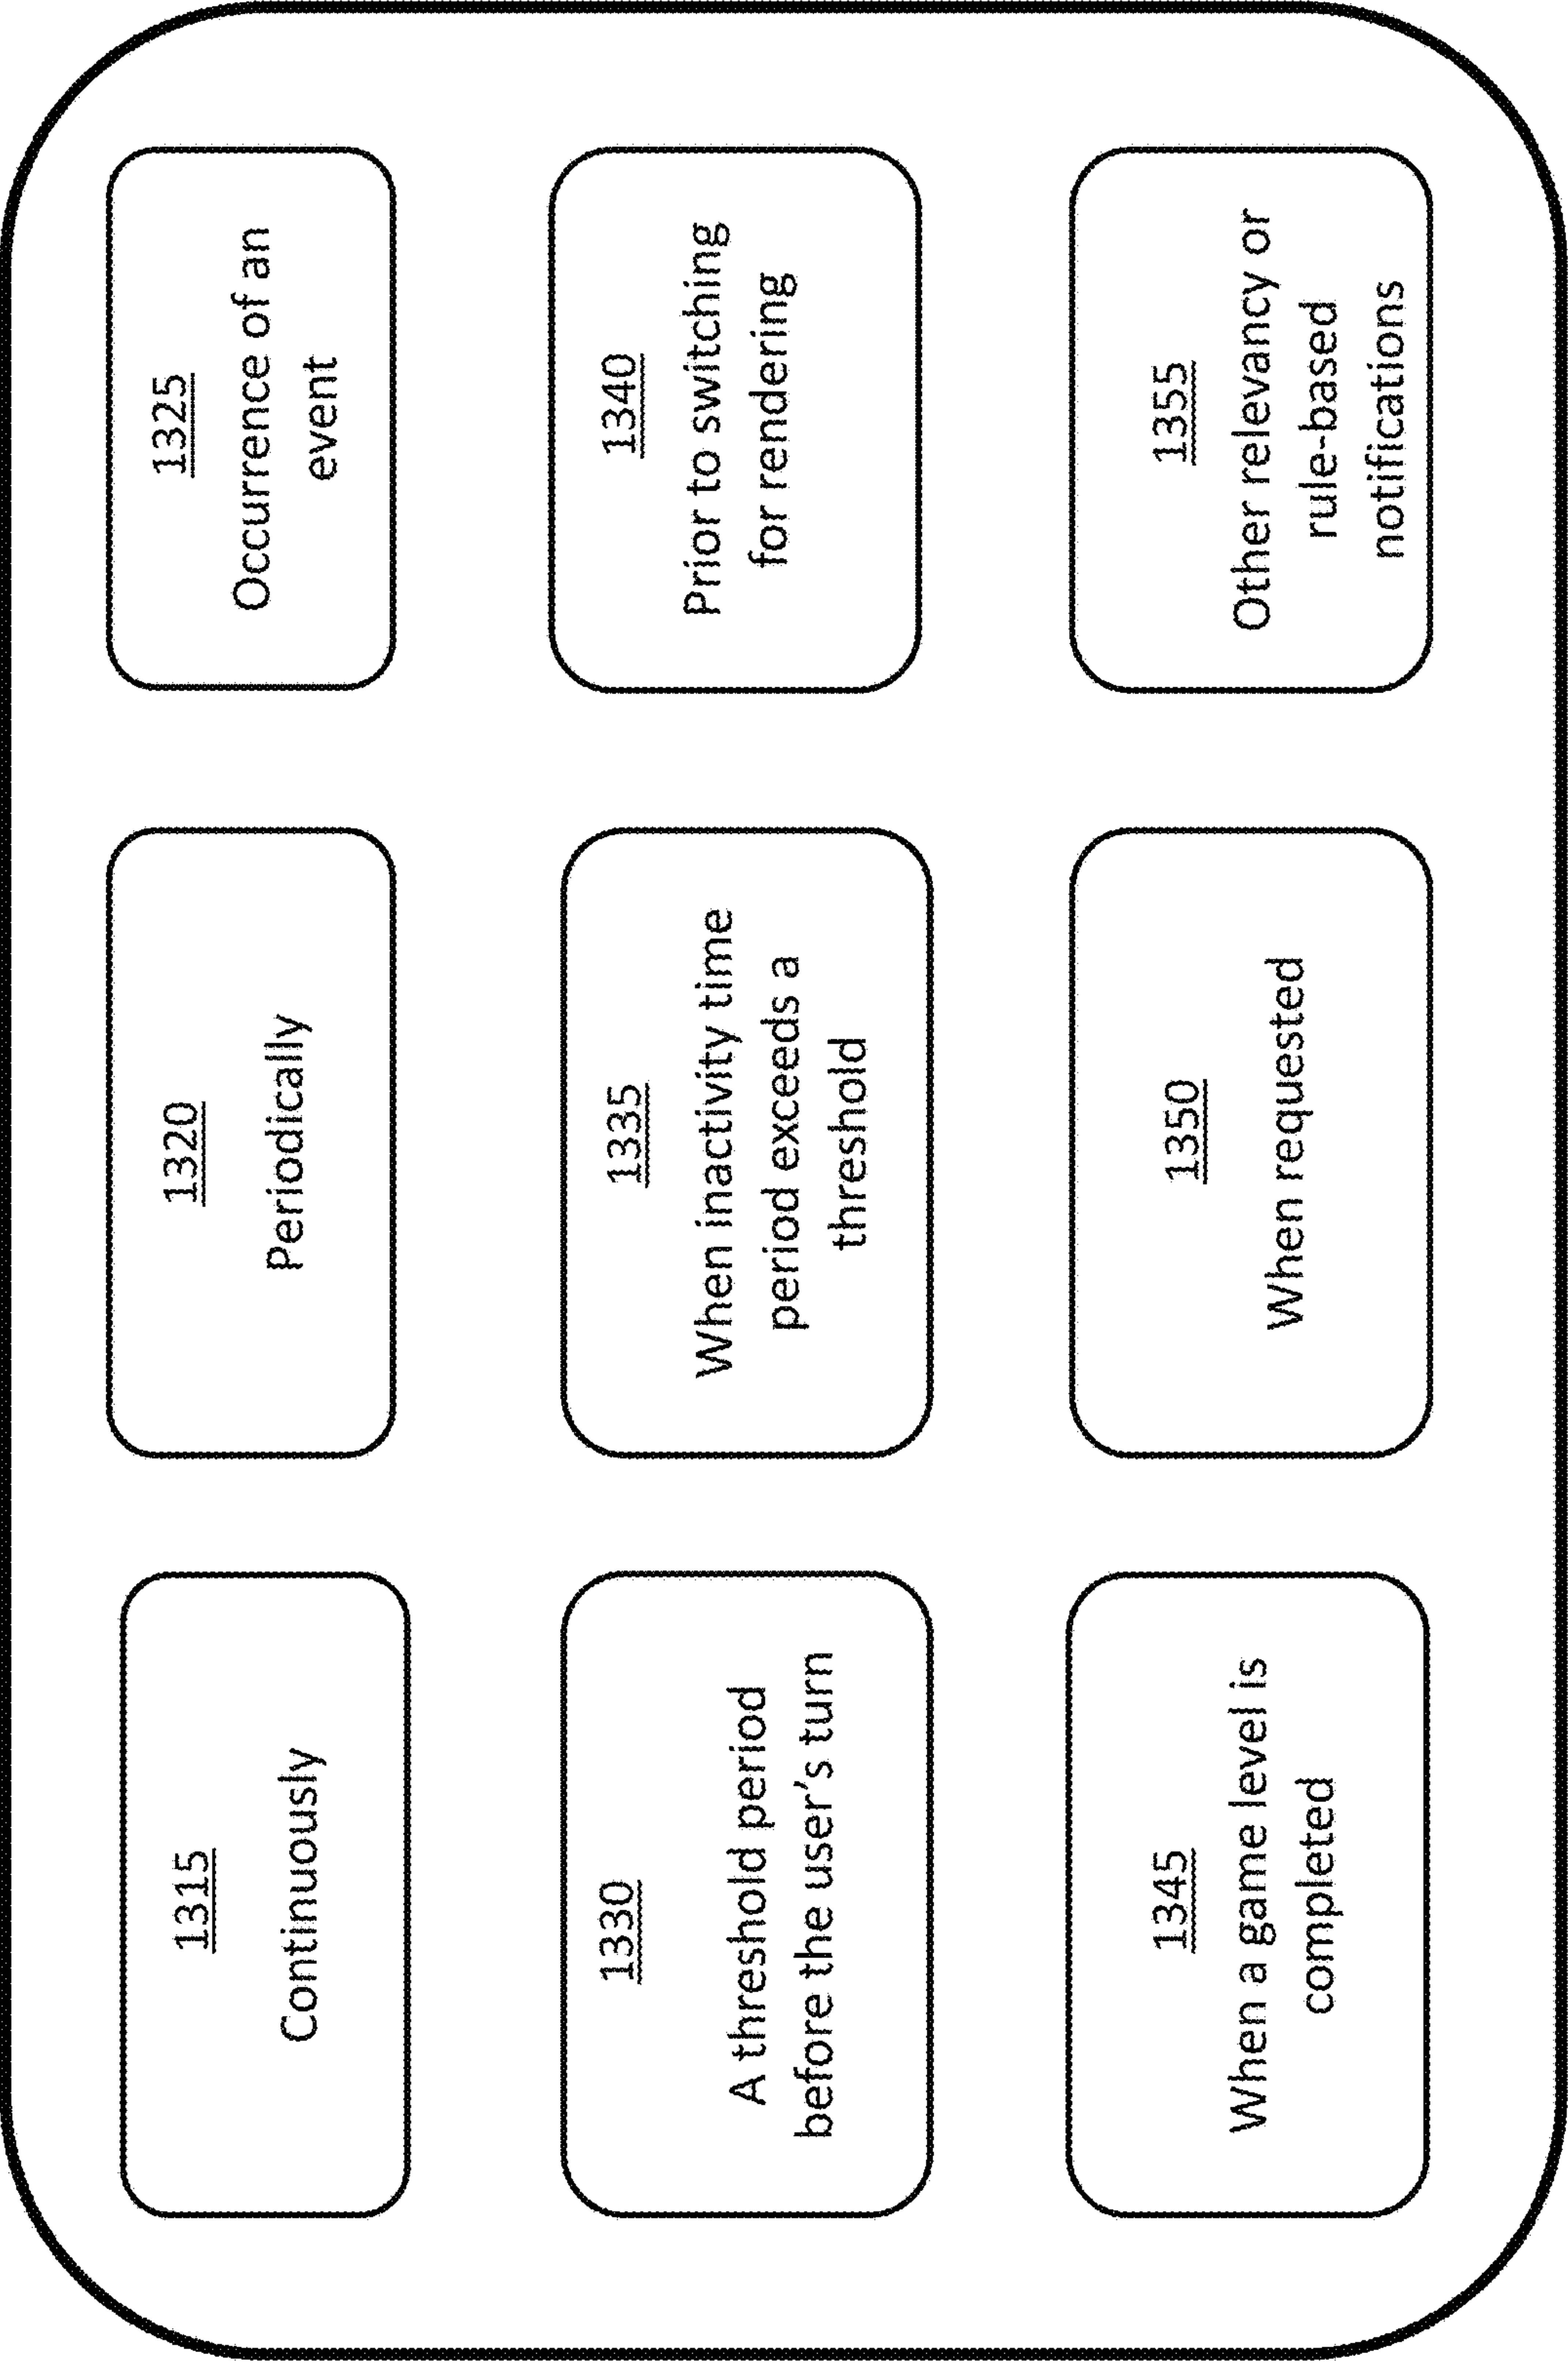 1315
Continuously
1320
Periodically
1325
Occurrence of an
event
1330
A threshold period
before the user's turn
1335
When inactivity time
period exceeds a
threshold
1340
Prior to switching
for rendering
1345
When a game level is
completed
1350
When requested
1355
Other relevancy or
rule-based
notifications